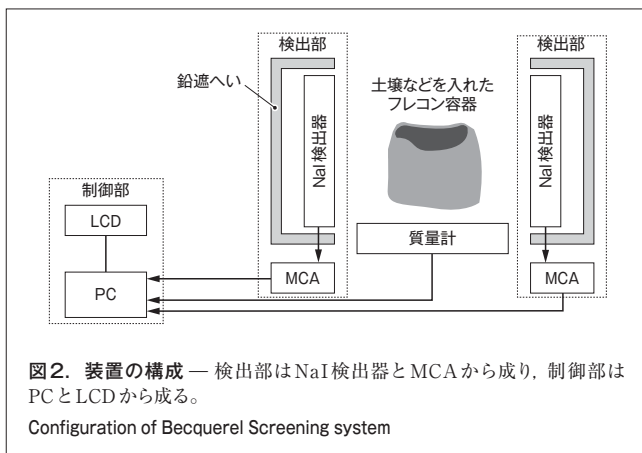 検出部
検出部
鉛遮へい
土壌などを入れた
フレコン容器
NaI検出器
NaI検出器
制御部
LCD
質量計
PC
MCA
MCA
図2．装置の構成 — 検出部はNaI検出器とMCAから成り，制御部は
PCとLCDから成る。
Configuration of Becquerel Screening system